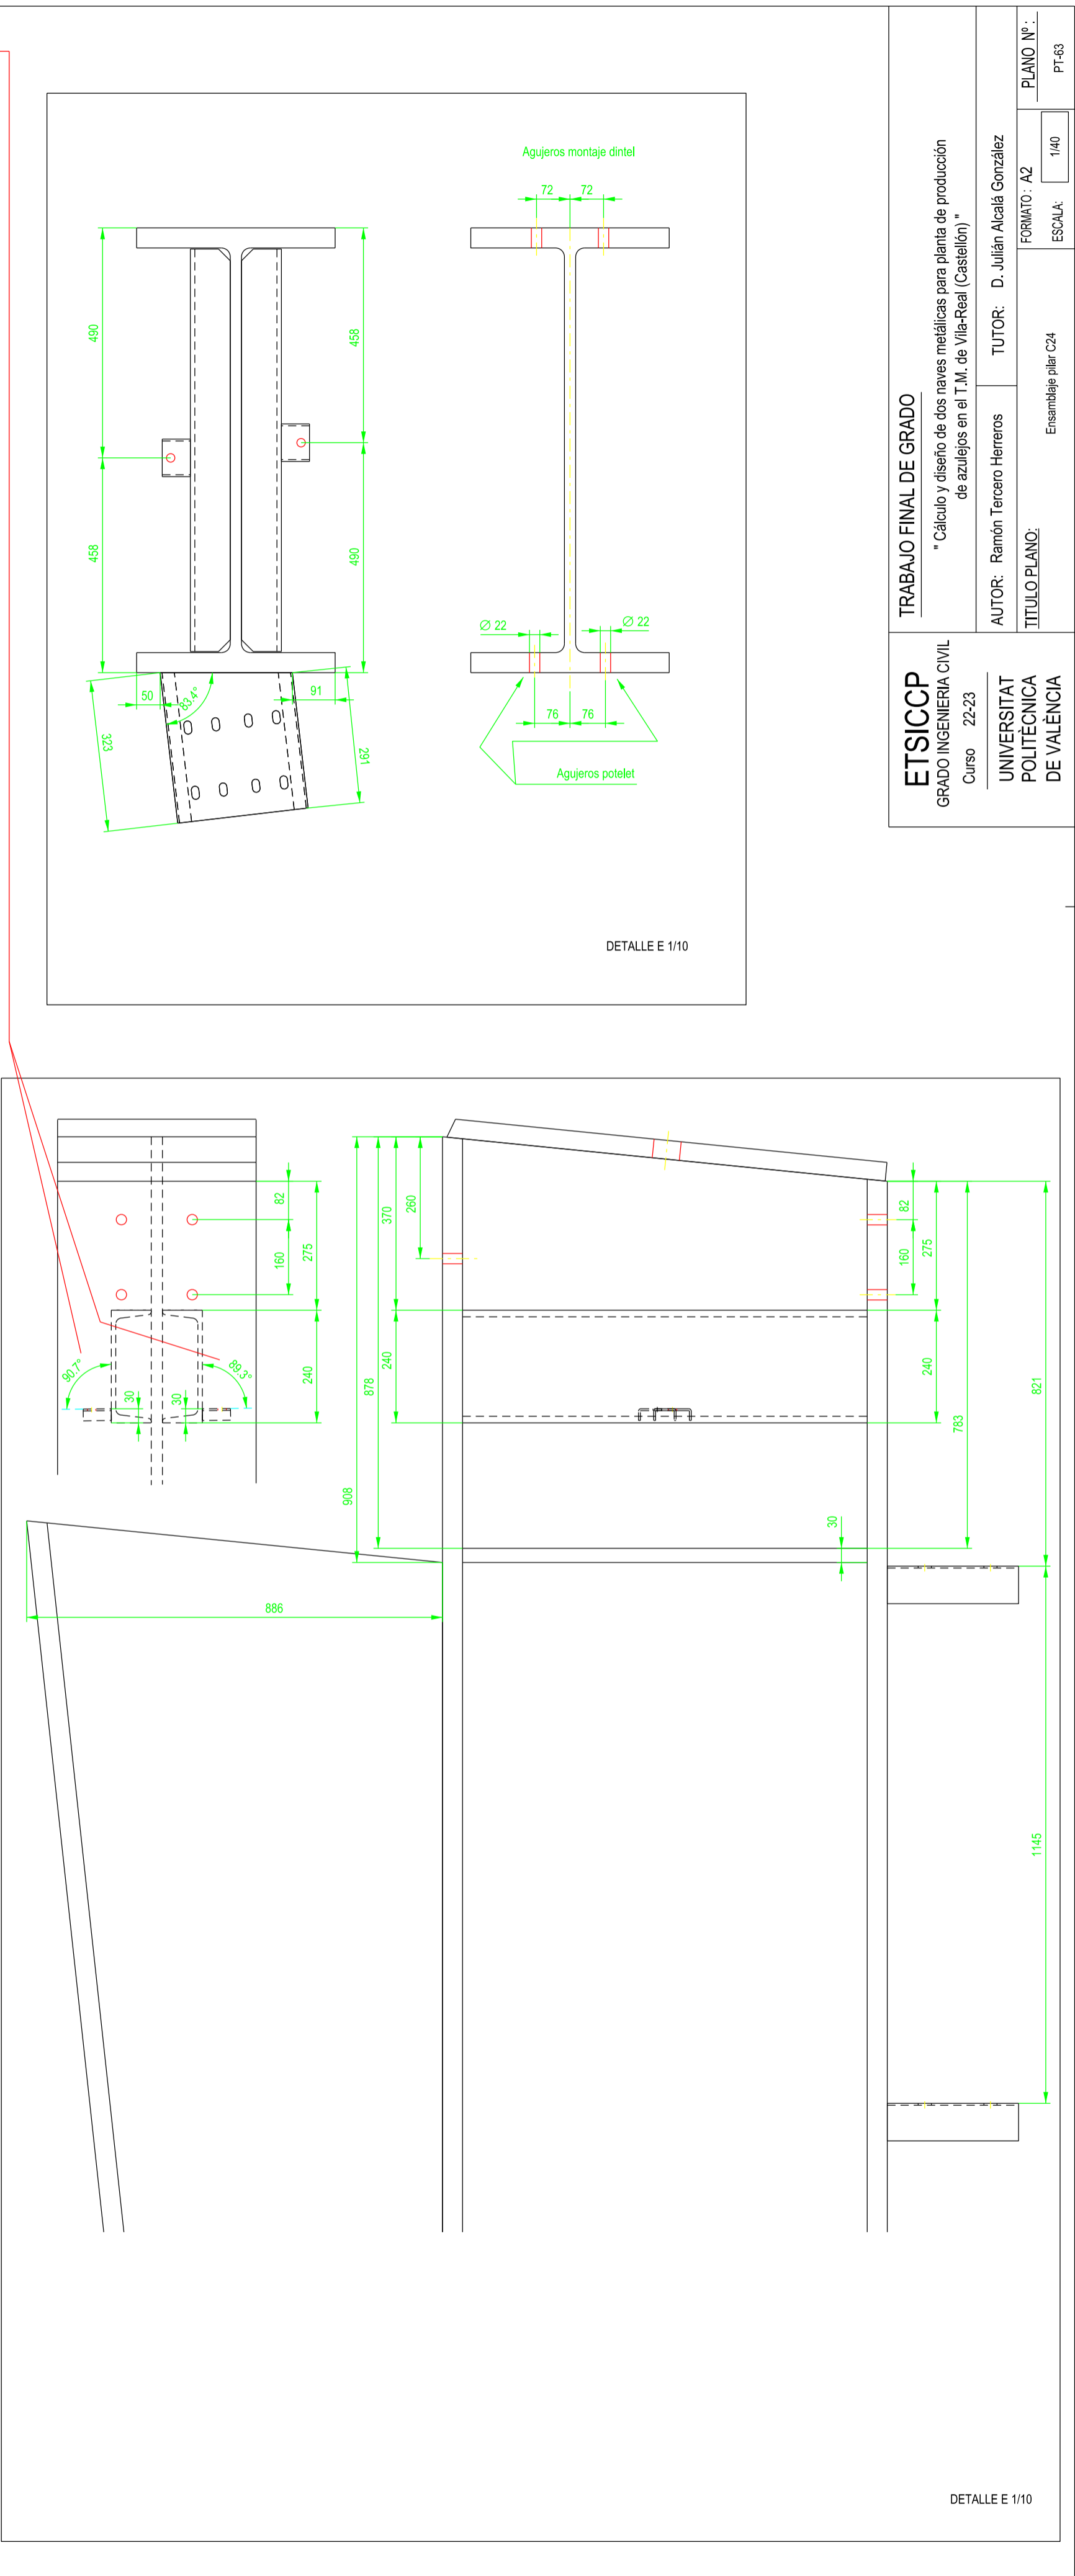 490
458
458
490
323
50
83.4°
91
291
Agujeros montaje dintel
72
72
Ø 22
Ø 22
76
76
Agujeros potelet
DETALLE E 1/10
ETSICCP
GRADO INGENIERIA CIVIL
Curso 22-23
UNIVERSITAT
POLITÈCNICA
DE VALÈNCIA
TRABAJO FINAL DE GRADO
" Cálculo y diseño de dos naves metálicas para planta de producción
de azulejos en el T.M. de Vila-Real (Castellón) "
AUTOR: Ramón Tercero Herreros
TUTOR: D. Julián Alcalá González
TITULO PLANO:
Ensamblaje pilar C24
FORMATO : A2
ESCALA: 1/40
PLANO Nº :
PT-63
82
160
275
240
90.7°
30
30
89.3°
260
370
240
878
908
886
82
160
275
240
783
821
30
1145
DETALLE E 1/10